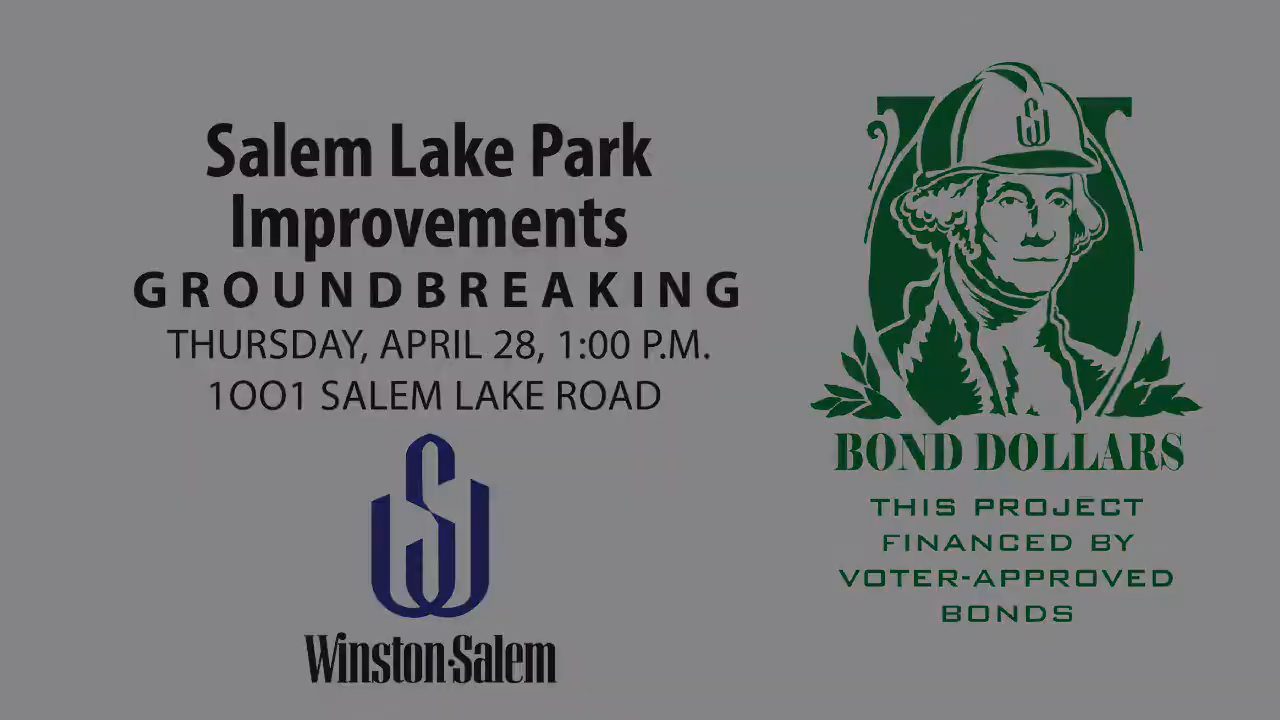 Salem Lake Park
Improvements
GROUNDBREAKING
THURSDAY, APRIL 28, 1:00 P.M.
1OO1 SALEM LAKE ROAD
Winston·Salem
BOND DOLLARS
THIS PROJECT
FINANCED BY
VOTER-APPROVED
BONDS